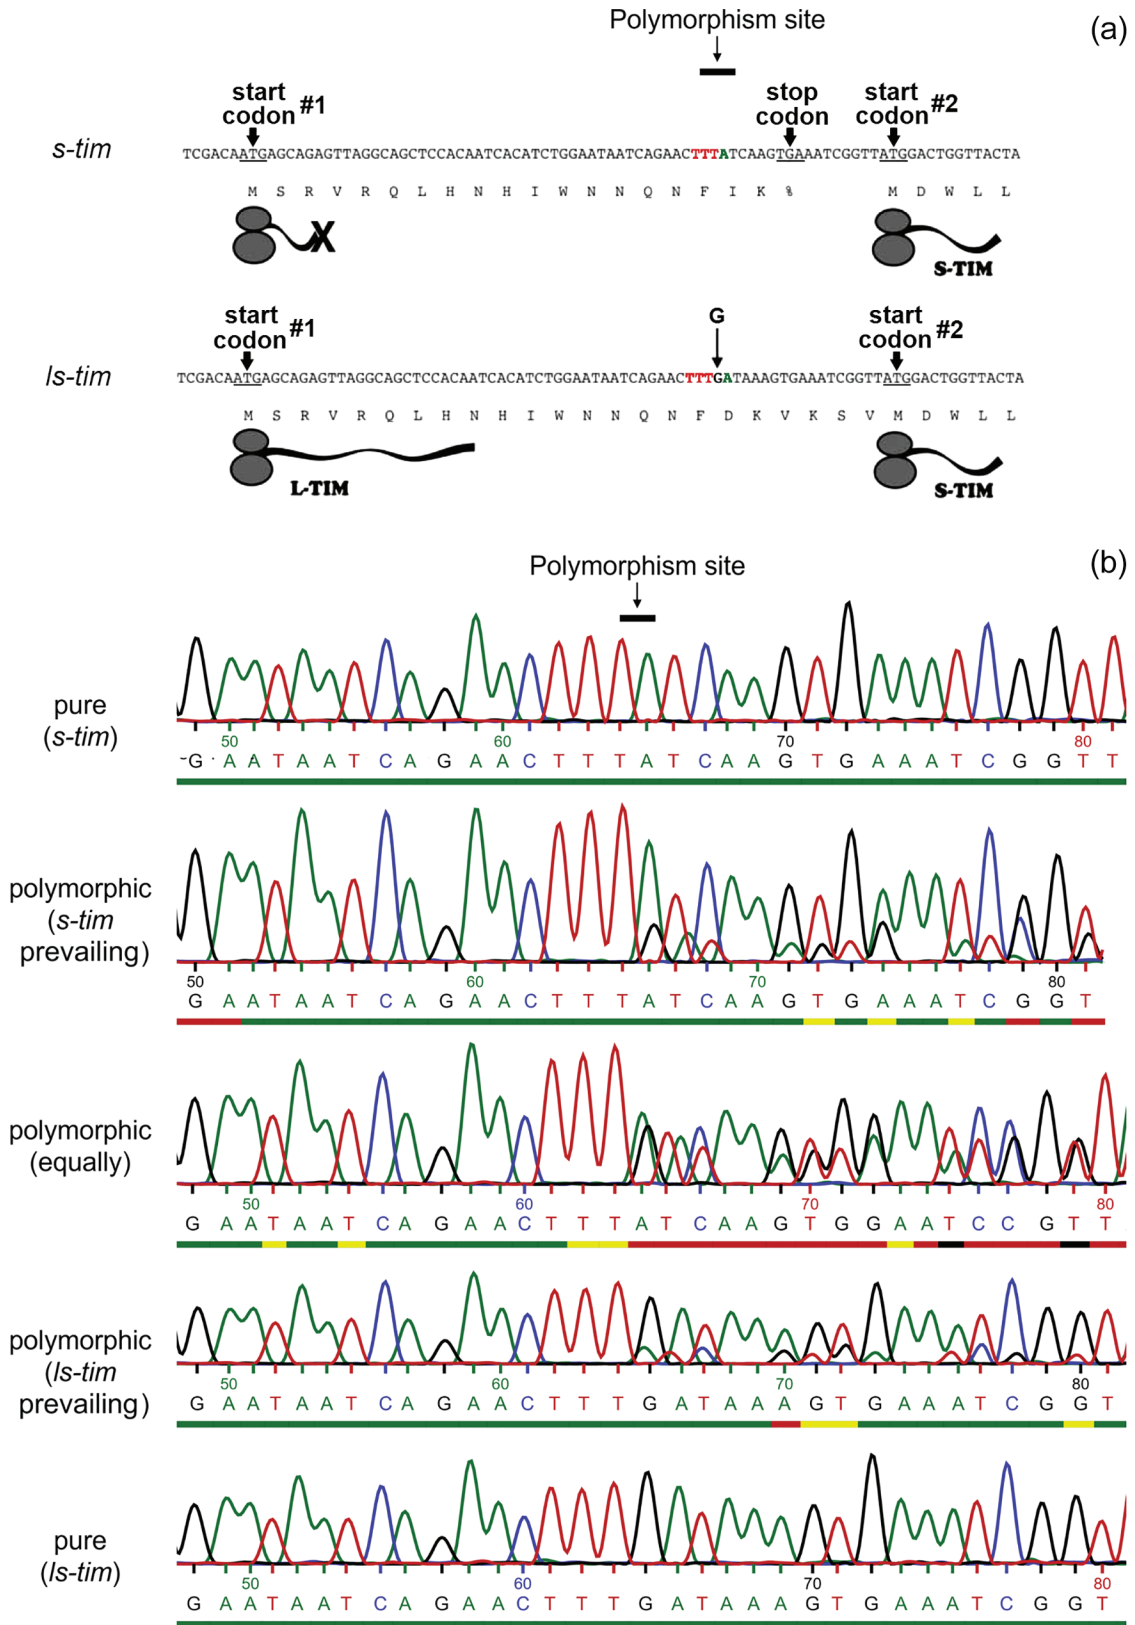 Polymorphism site
(a)
start codon #1
stop codon
start codon #2
s-tim
TCGACAATGAGCAGAGTTAGGCAGCTCCACAATCACATCTGGAATAATCAGAACTTTATCAAGTGAAATCGGTTATGGACTGGTTACTA
M S R V R Q L H N H I W N N Q N F I K % M D W L L
X
S-TIM
start codon #1
G
start codon #2
ls-tim
TCGACAATGAGCAGAGTTAGGCAGCTCCACAATCACATCTGGAATAATCAGAACTTTGATAAAGTGAAATCGGTTATGGACTGGTTACTA
M S R V R Q L H N H I W N N Q N F D K V K S V M D W L L
L-TIM
S-TIM
(b)
Polymorphism site
pure
(s-tim)
50 60 70 80
G A A T A A T C A G A A C T T T A T C A A G T G A A A T C G G T T
polymorphic
(s-tim
prevailing)
50 60 70 80
G A A T A A T C A G A A C T T T A T C A A G T G A A A T C G G T
polymorphic
(equally)
50 60 70 80
G A A T A A T C A G A A C T T T A T C A A G T G G A A T C C G T T
polymorphic
(ls-tim
prevailing)
50 60 70 80
G A A T A A T C A G A A C T T T G A T A A A G T G A A A T C G G T
pure
(ls-tim)
50 60 70 80
G A A T A A T C A G A A C T T T G A T A A A G T G A A A T C G G T